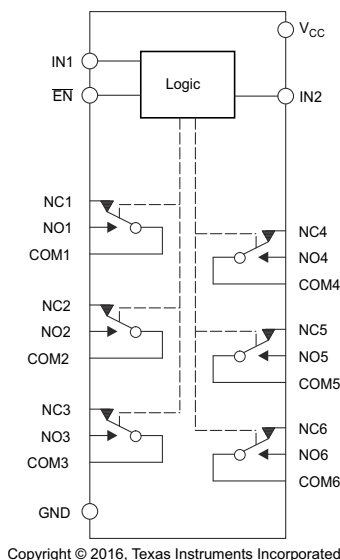 V_CC
IN1
Logic
EN
IN2
NC1
NO1
COM1
NC4
NO4
COM4
NC2
NO2
COM2
NC5
NO5
COM5
NC3
NO3
COM3
NC6
NO6
COM6
GND
Copyright © 2016, Texas Instruments Incorporated